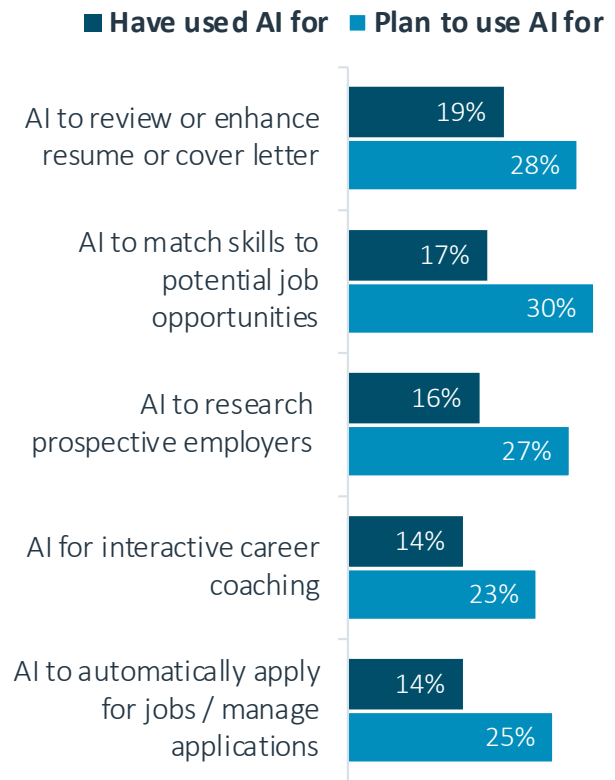 Have used AI for Plan to use AI for
AI to review or enhance
resume or cover letter
19%
28%
AI to match skills to
potential job
opportunities
17%
30%
AI to research
prospective employers
16%
27%
AI for interactive career
coaching
14%
23%
AI to automatically apply
for jobs / manage
applications
14%
25%